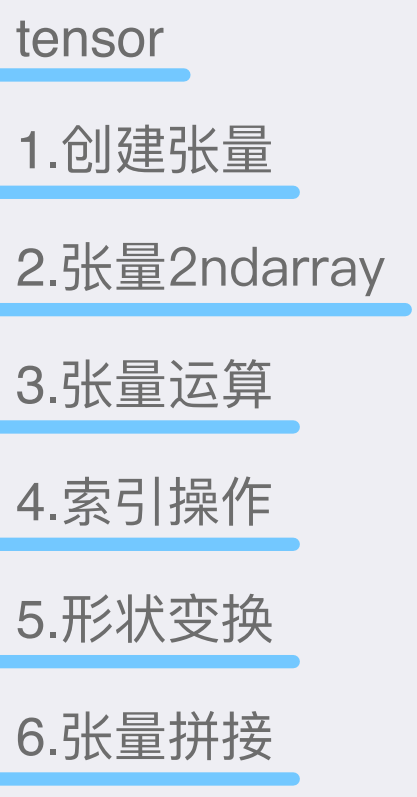 tensor
1.创建张量
2.张量2ndarray
3.张量运算
4.索引操作
5.形状变换
6.张量拼接